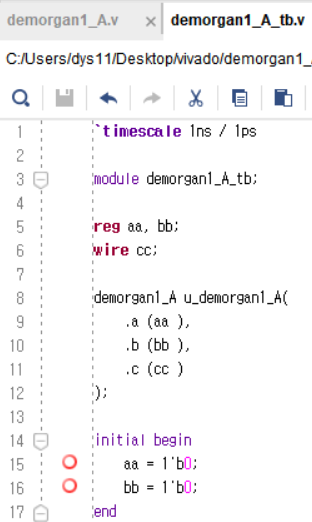 demorgan1_A.v × demorgan1_A_tb.v
C:/Users/dys11/Desktop/vivado/demorgan1_
1 `timescale 1ns / 1ps
2
3 module demorgan1_A_tb;
4
5 reg aa, bb;
6 wire cc;
7
8 demorgan1_A u_demorgan1_A(
9 .a (aa ),
10 .b (bb ),
11 .c (cc )
12 );
13
14 initial begin
15 aa = 1'b0;
16 bb = 1'b0;
17 end